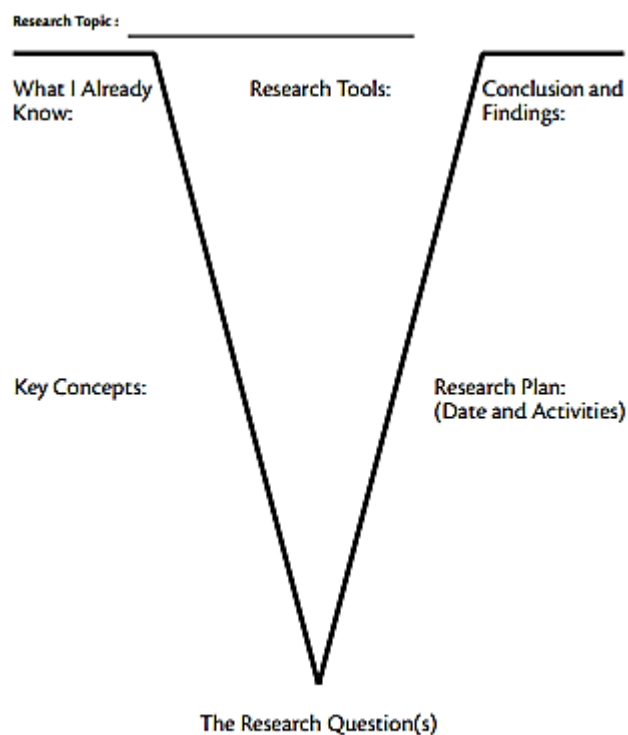 Research Topic :
What I Already
Know:
Research Tools:
Conclusion and
Findings:
Key Concepts:
Research Plan:
(Date and Activities)
The Research Question(s)